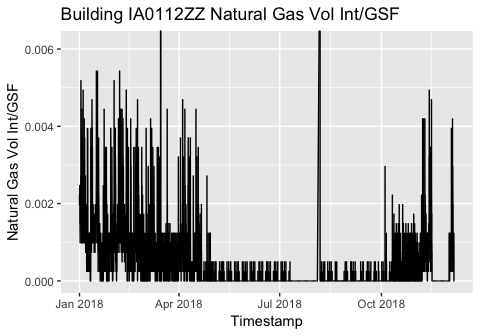 Building IA0112ZZ Natural Gas Vol Int/GSF
0.006
0.004
0.002
0.000
Natural Gas Vol Int/GSF
Jan 2018
Apr 2018
Jul 2018
Oct 2018
Timestamp